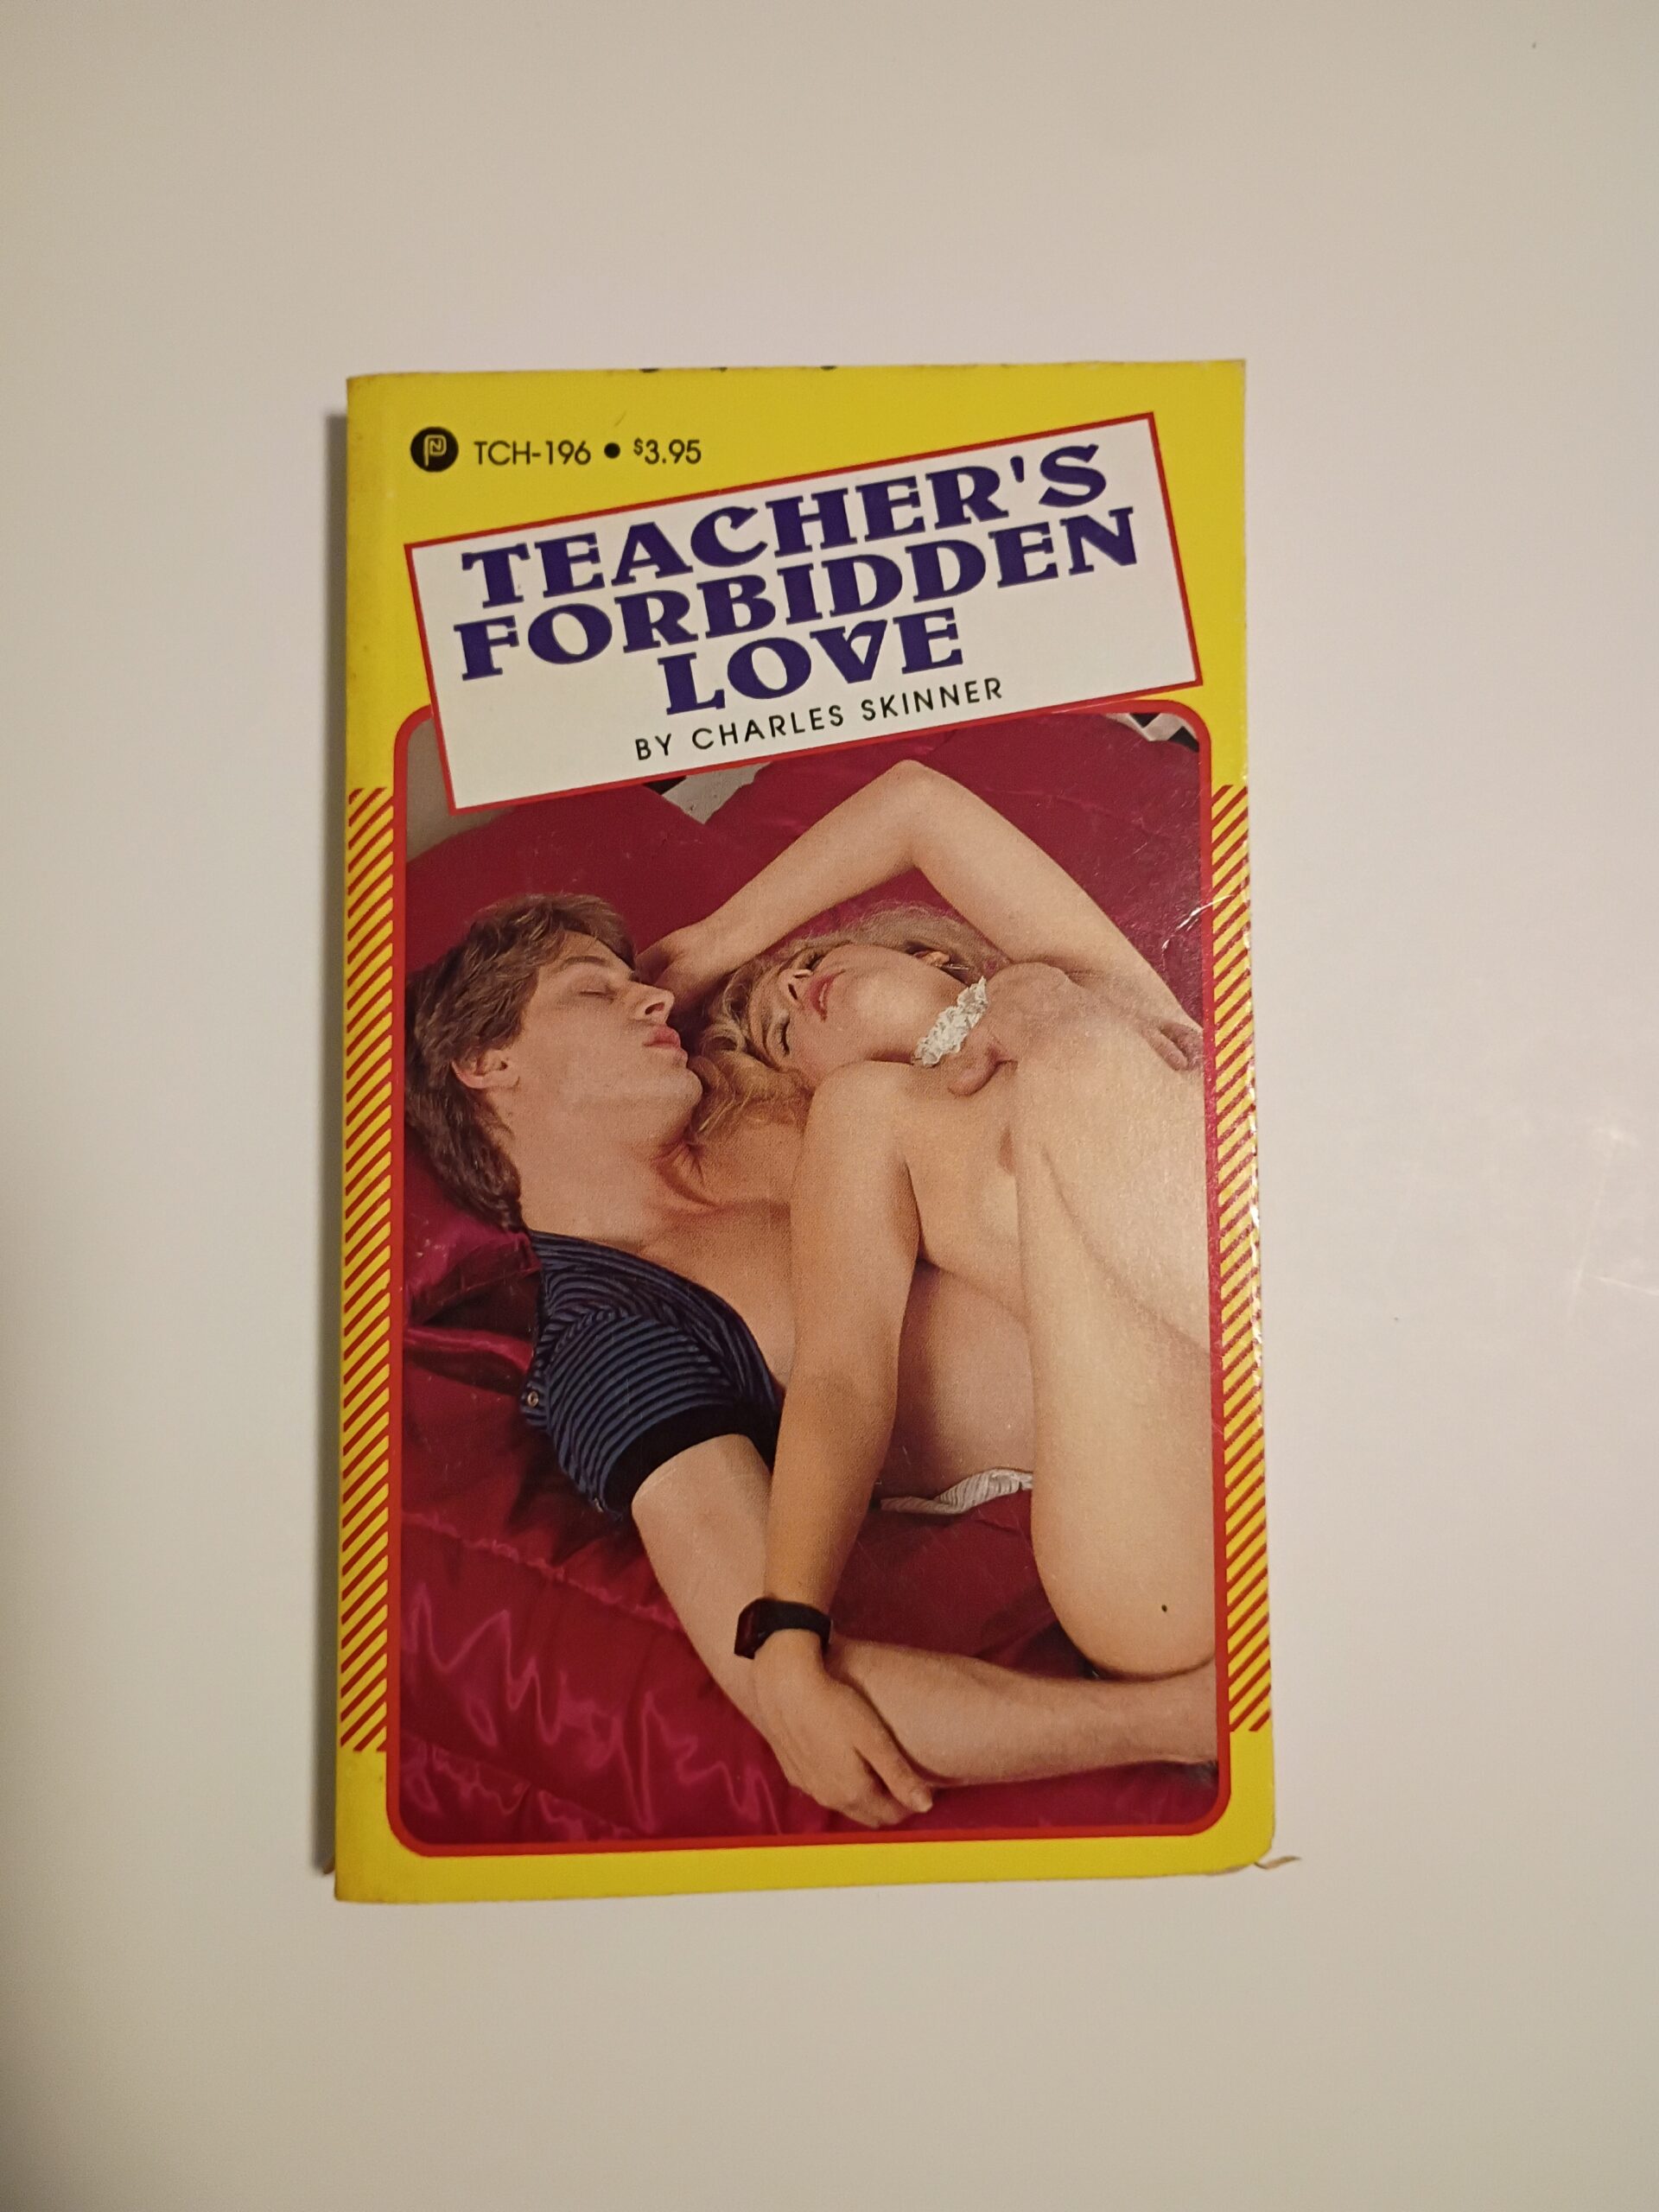 TCH-196 • $3.95
TEACHER'S
FORBIDDEN
LOVE
BY CHARLES SKINNER